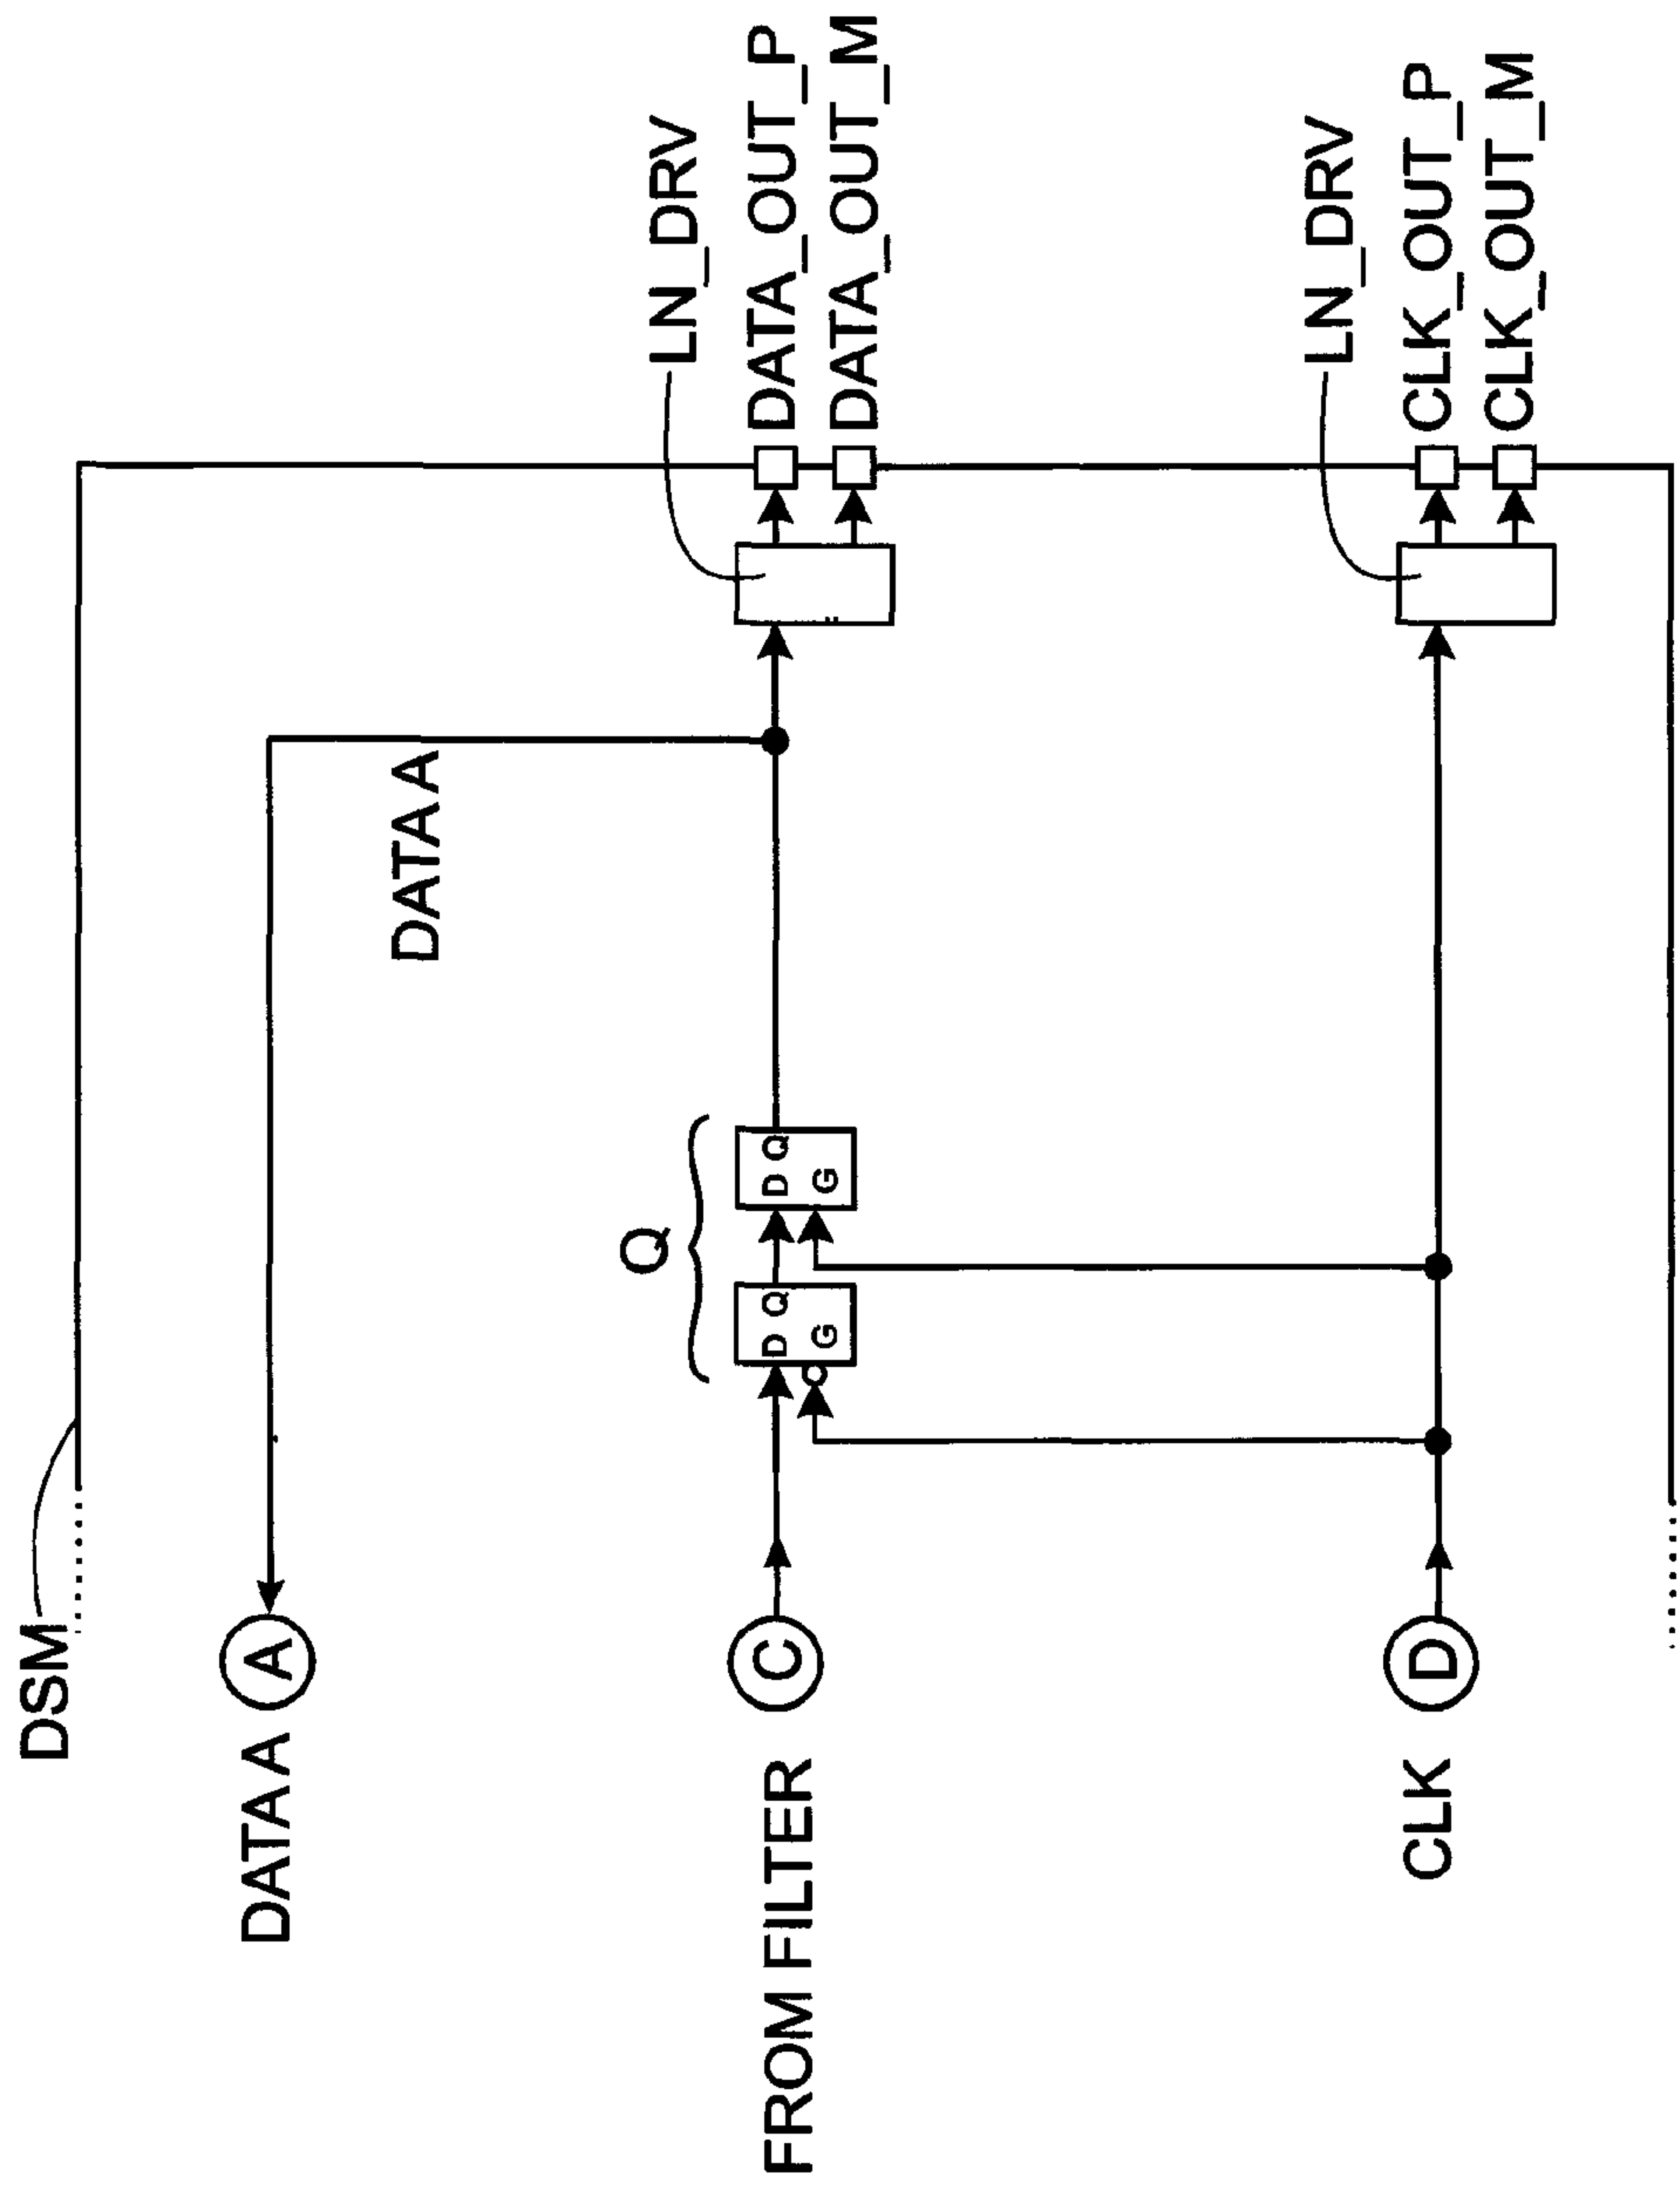 DSM
DATA A
A
DATA A
LN_DRV
DATA_OUT_P
DATA_OUT_M
Q
D Q
G
D Q
G
FROM FILTER
C
LN_DRV
CLK_OUT_P
CLK_OUT_M
CLK
D